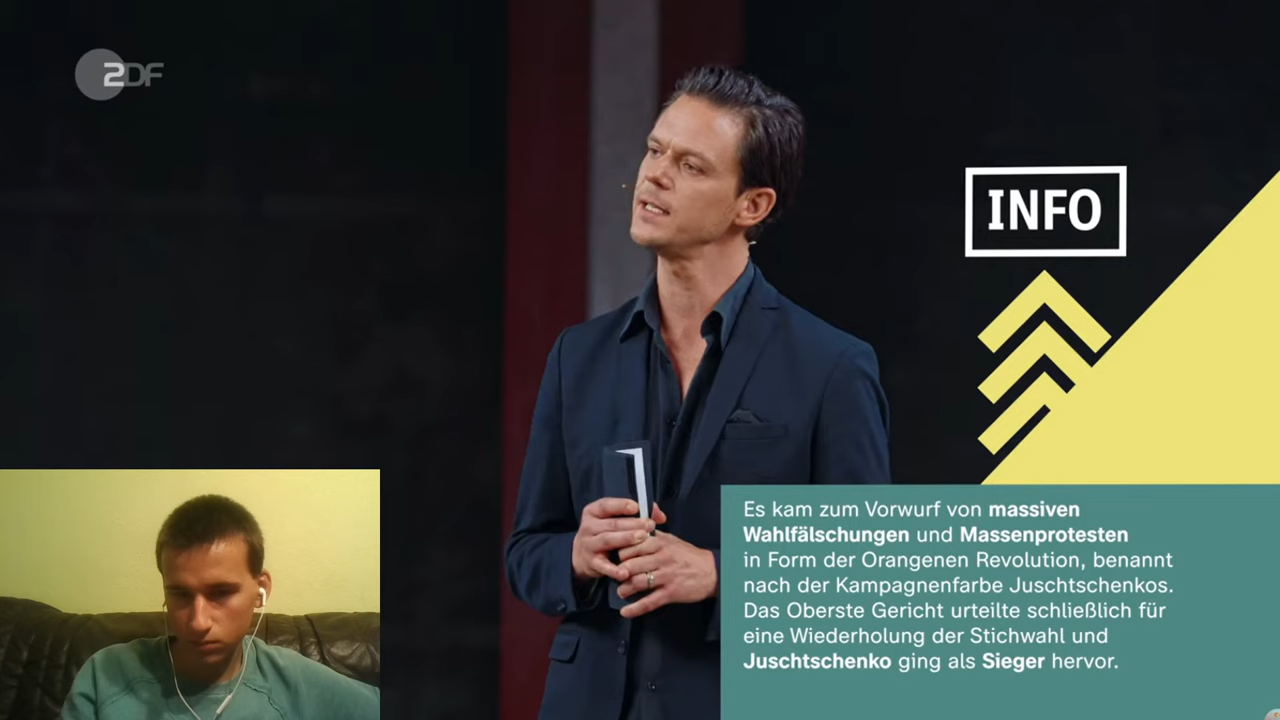 ZDF
INFO
Es kam zum Vorwurf von massiven
Wahlfälschungen und Massenprotesten
in Form der Orangenen Revolution, benannt
nach der Kampagnenfarbe Juschtschenkos.
Das Oberste Gericht urteilte schließlich für
eine Wiederholung der Stichwahl und
Juschtschenko ging als Sieger hervor.